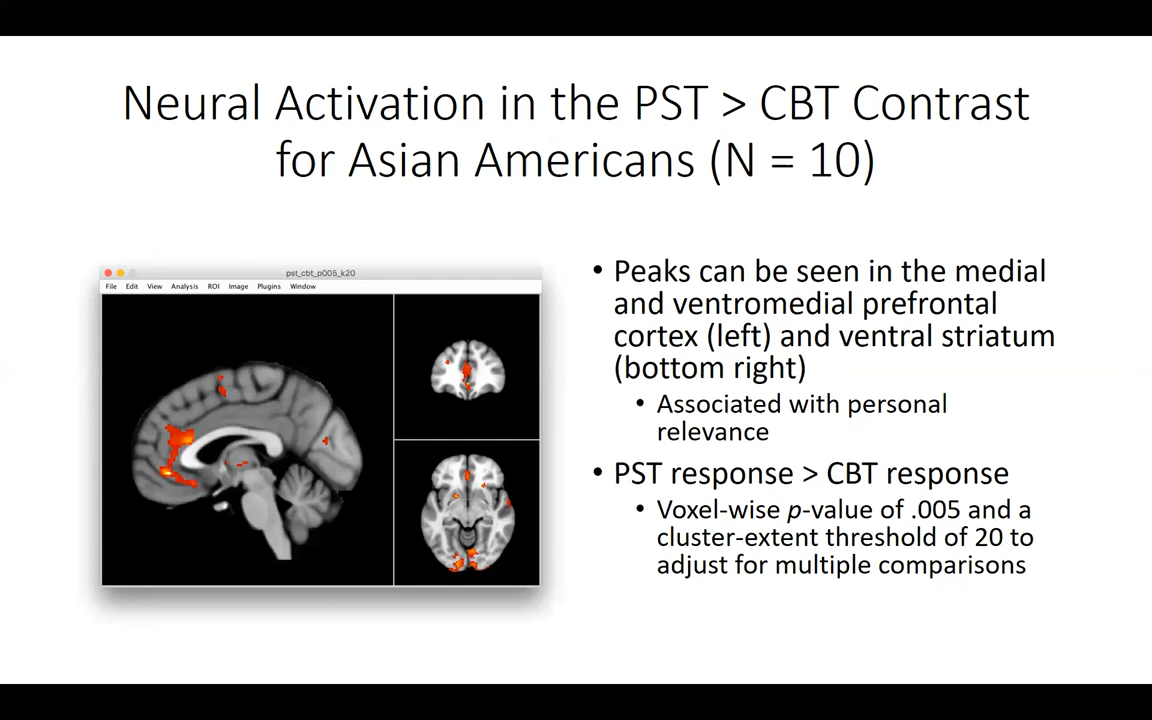 Neural Activation in the PST > CBT Contrast
for Asian Americans (N = 10)
pst_cbt_p005_k20
File Edit View Analysis ROI Image Plugins Window
• Peaks can be seen in the medial
and ventromedial prefrontal
cortex (left) and ventral striatum
(bottom right)
• Associated with personal
relevance
• PST response > CBT response
• Voxel-wise p-value of .005 and a
cluster-extent threshold of 20 to
adjust for multiple comparisons